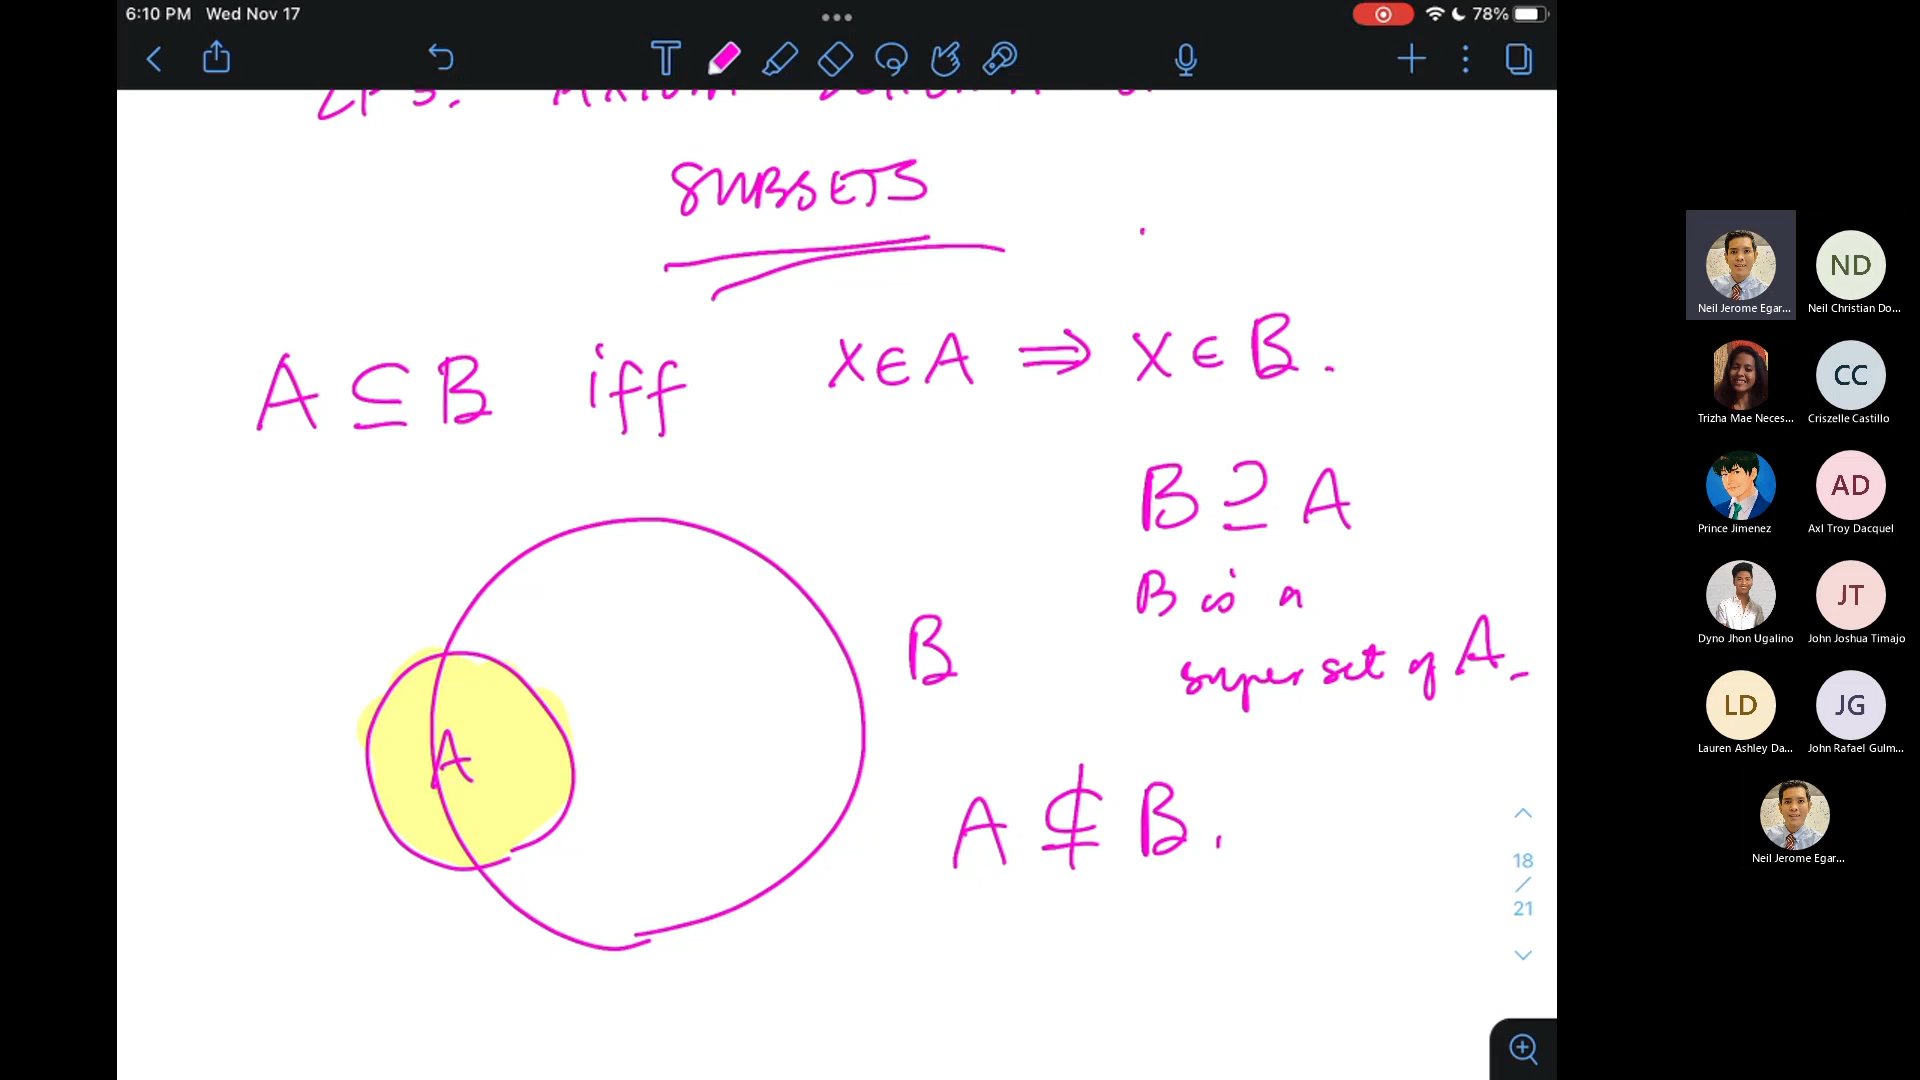 6:10 PM Wed Nov 17
78%
SUBSETS
A ⊆ B iff x ∈ A ⇒ x ∈ B.
B ⊇ A
B is a
superset of A.
B
A
A ⊈ B.
18
/
21
Neil Jerome Egar...
ND
Neil Christian Do...
Trizha Mae Neces...
CC
Criszelle Castillo
Prince Jimenez
AD
Axl Troy Dacquel
Dyno Jhon Ugalino
JT
John Joshua Timajo
LD
Lauren Ashley Da...
JG
John Rafael Gulm...
Neil Jerome Egar...